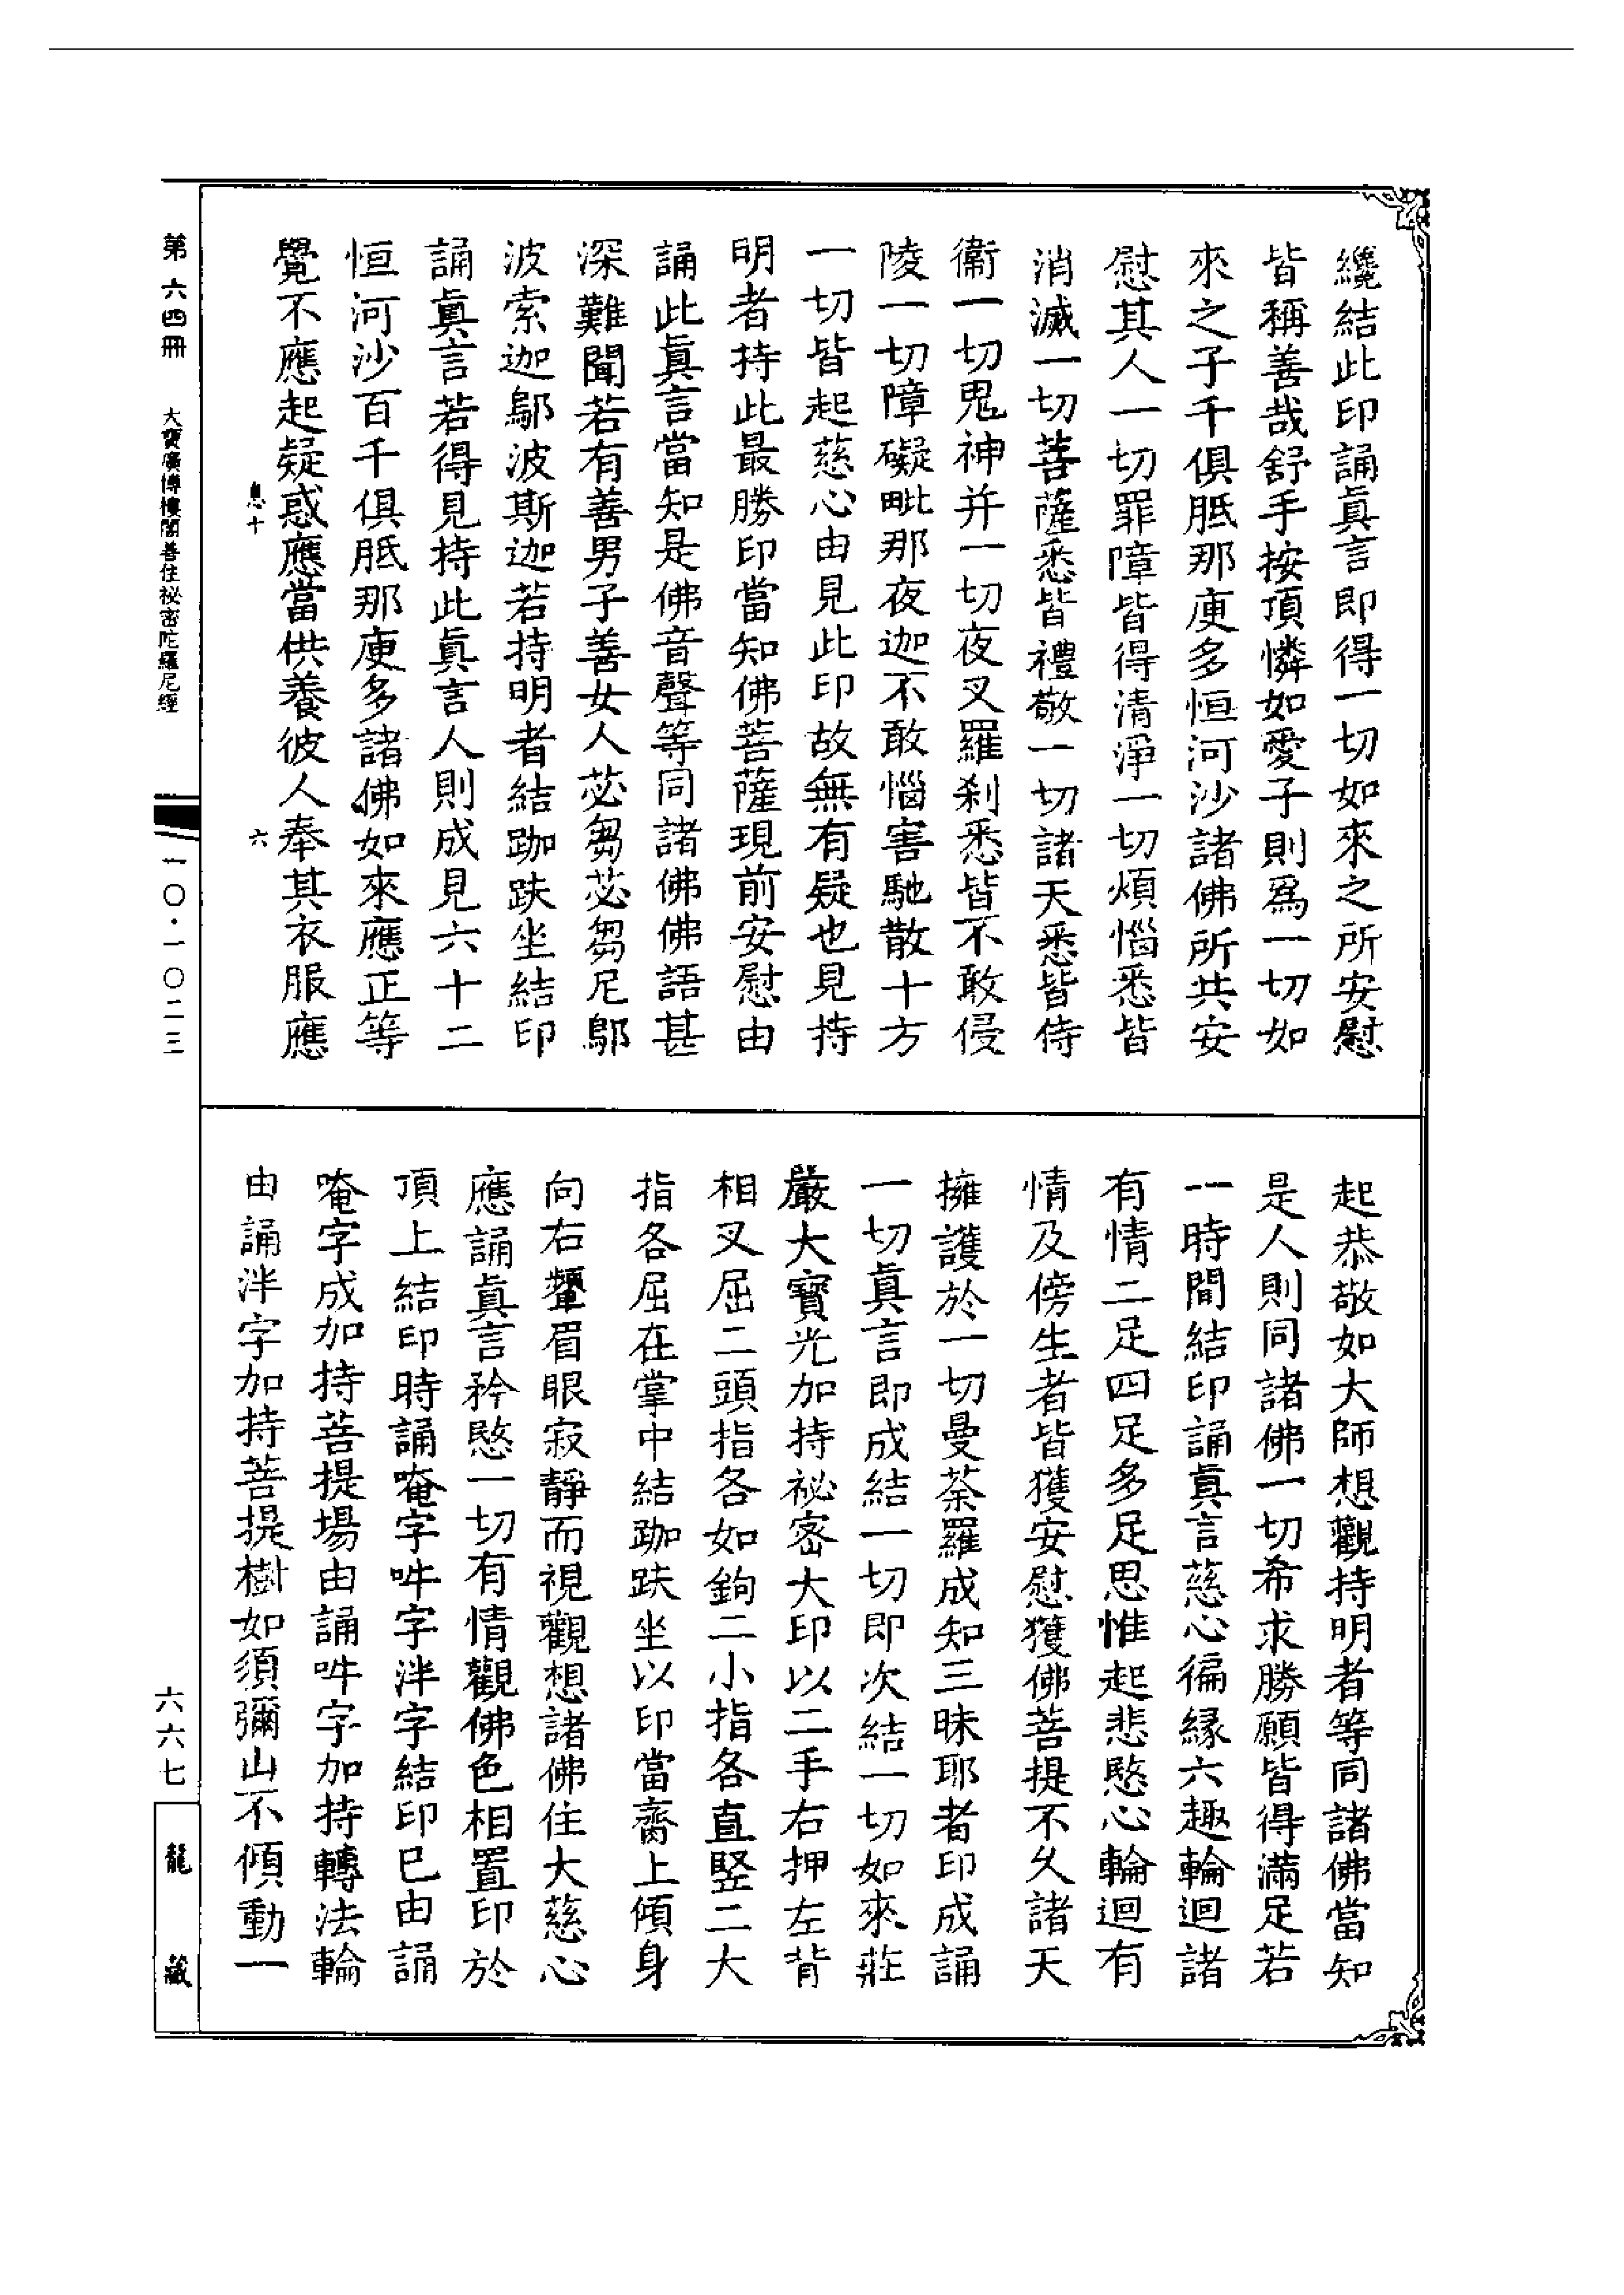 纔結此印誦眞言即得一切如來之所安慰
皆稱善哉舒手按頂憐如愛子則爲一切如
來之子千俱胝那庾多恒河沙諸佛所共安
慰其人一切罪障皆得清淨一切煩惱悉皆
消滅一切菩薩悉皆禮敬一切諸天悉皆侍
衞一切鬼神并一切夜叉羅剎悉皆不敢侵
陵一切障礙毗那夜迦不敢惱害馳散十方
一切皆起慈心由見此印故無有疑也見持
明者持此最勝印當知佛菩薩現前安慰由
誦此眞言當知是佛音聲等同諸佛佛語甚
深難聞若有善男子善女人苾芻苾芻尼鄔
波索迦鄔波斯迦若持明者結跏趺坐結印
誦眞言若得見持此眞言人則成見六十二
恒河沙百千俱胝那庾多諸佛如來應正等
覺不應起疑惑應當供養彼人奉其衣服應
息十
六
起恭敬如大師想觀持明者等同諸佛當知
是人則同諸佛一切希求勝願皆得滿足若
一時間結印誦眞言慈心徧緣六趣輪迴諸
有情二足四足多足思惟起悲愍心輪迴有
情及傍生者皆獲安慰獲佛菩提不久諸天
擁護於一切曼荼羅成知三昧耶者印成誦
一切眞言即成結一切即次結一切如來莊
嚴大寶光加持祕密大印以二手右押左背
相叉屈二頭指各如鉤二小指各直竪二大
指各屈在掌中結跏趺坐以印當臍上傾身
向右顰眉眼寂靜而視觀想諸佛住大慈心
應誦眞言矜愍一切有情觀佛色相置印於
頂上結印時誦唵字吽字泮字結印已由誦
唵字成加持菩提場由誦吽字加持轉法輪
由誦泮字加持菩提樹如須彌山不傾動一
第六四冊
大寶廣博樓閣善住祕密陀羅尼經
一〇·一〇二三
六六七
龍藏